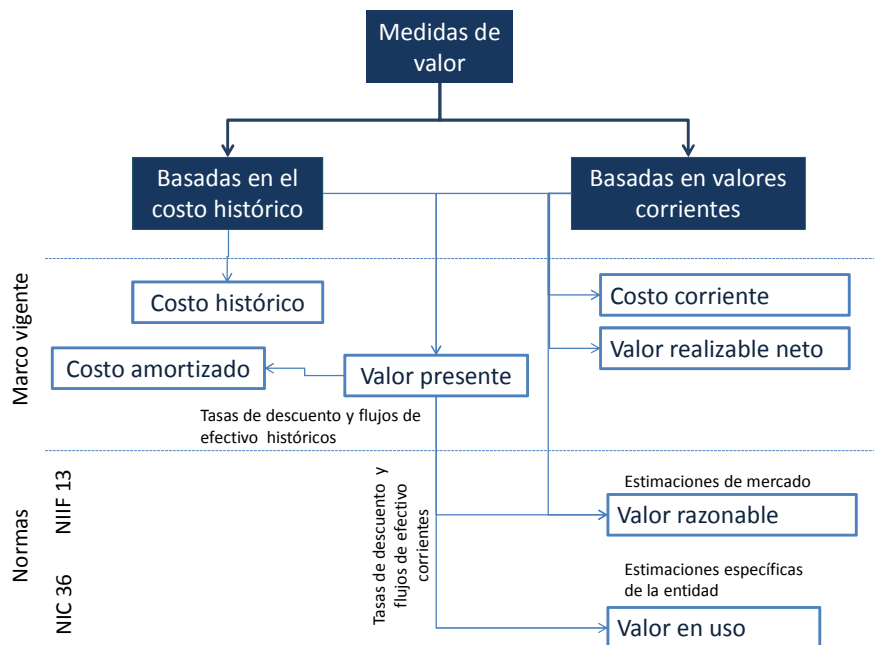 Medidas de
valor
Basadas en el
costo histórico
Basadas en valores
corrientes
Marco vigente
Costo histórico
Costo corriente
Valor realizable neto
Costo amortizado
Valor presente
Tasas de descuento y flujos de
efectivo históricos
Normas
NIIF 13
NIC 36
Tasas de descuento y
flujos de efectivo
corrientes
Estimaciones de mercado
Valor razonable
Estimaciones específicas
de la entidad
Valor en uso